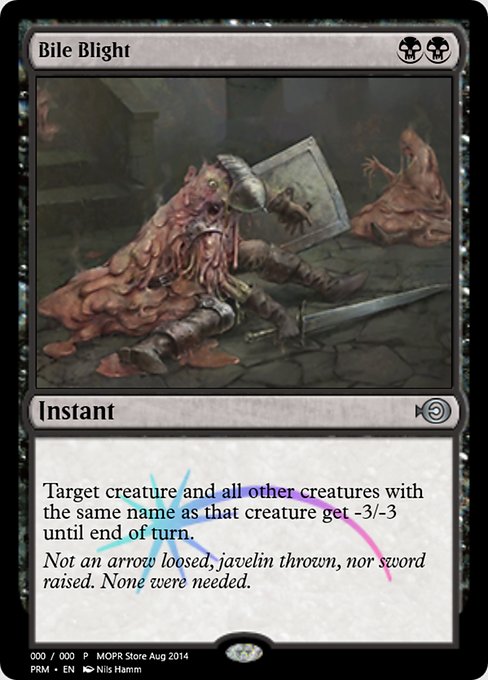 Bile Blight
Instant
Target creature and all other creatures with
the same name as that creature get -3/-3
until end of turn.
Not an arrow loosed, javelin thrown, nor sword
raised. None were needed.
000 / 000 P MOPR Store Aug 2014
PRM • EN Nils Hamm